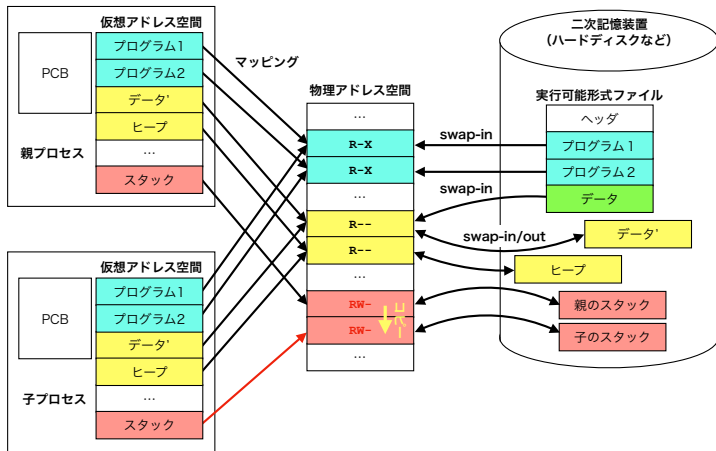 仮想アドレス空間
PCB
プログラム1
プログラム2
データ'
ヒープ
…
スタック
親プロセス
マッピング
仮想アドレス空間
PCB
プログラム1
プログラム2
データ'
ヒープ
…
スタック
子プロセス
物理アドレス空間
…
R-X
R-X
…
R--
R--
…
RW-
RW-
コピー
…
swap-in
swap-in
swap-in/out
二次記憶装置
(ハードディスクなど)
実行可能形式ファイル
ヘッダ
プログラム1
プログラム2
データ
データ'
ヒープ
親のスタック
子のスタック